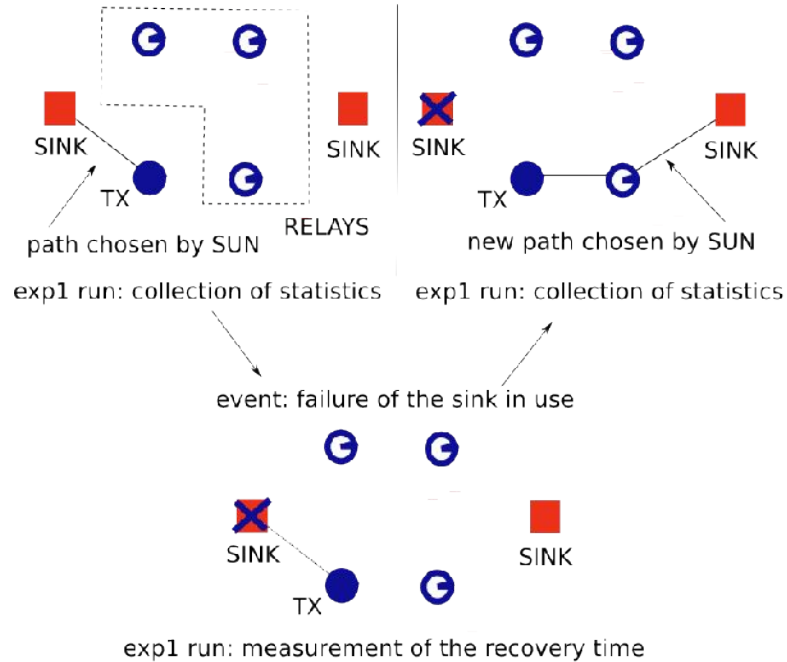 SINK
SINK
TX
RELAYS
path chosen by SUN
exp1 run: collection of statistics
SINK
SINK
TX
new path chosen by SUN
exp1 run: collection of statistics
event: failure of the sink in use
SINK
SINK
TX
exp1 run: measurement of the recovery time